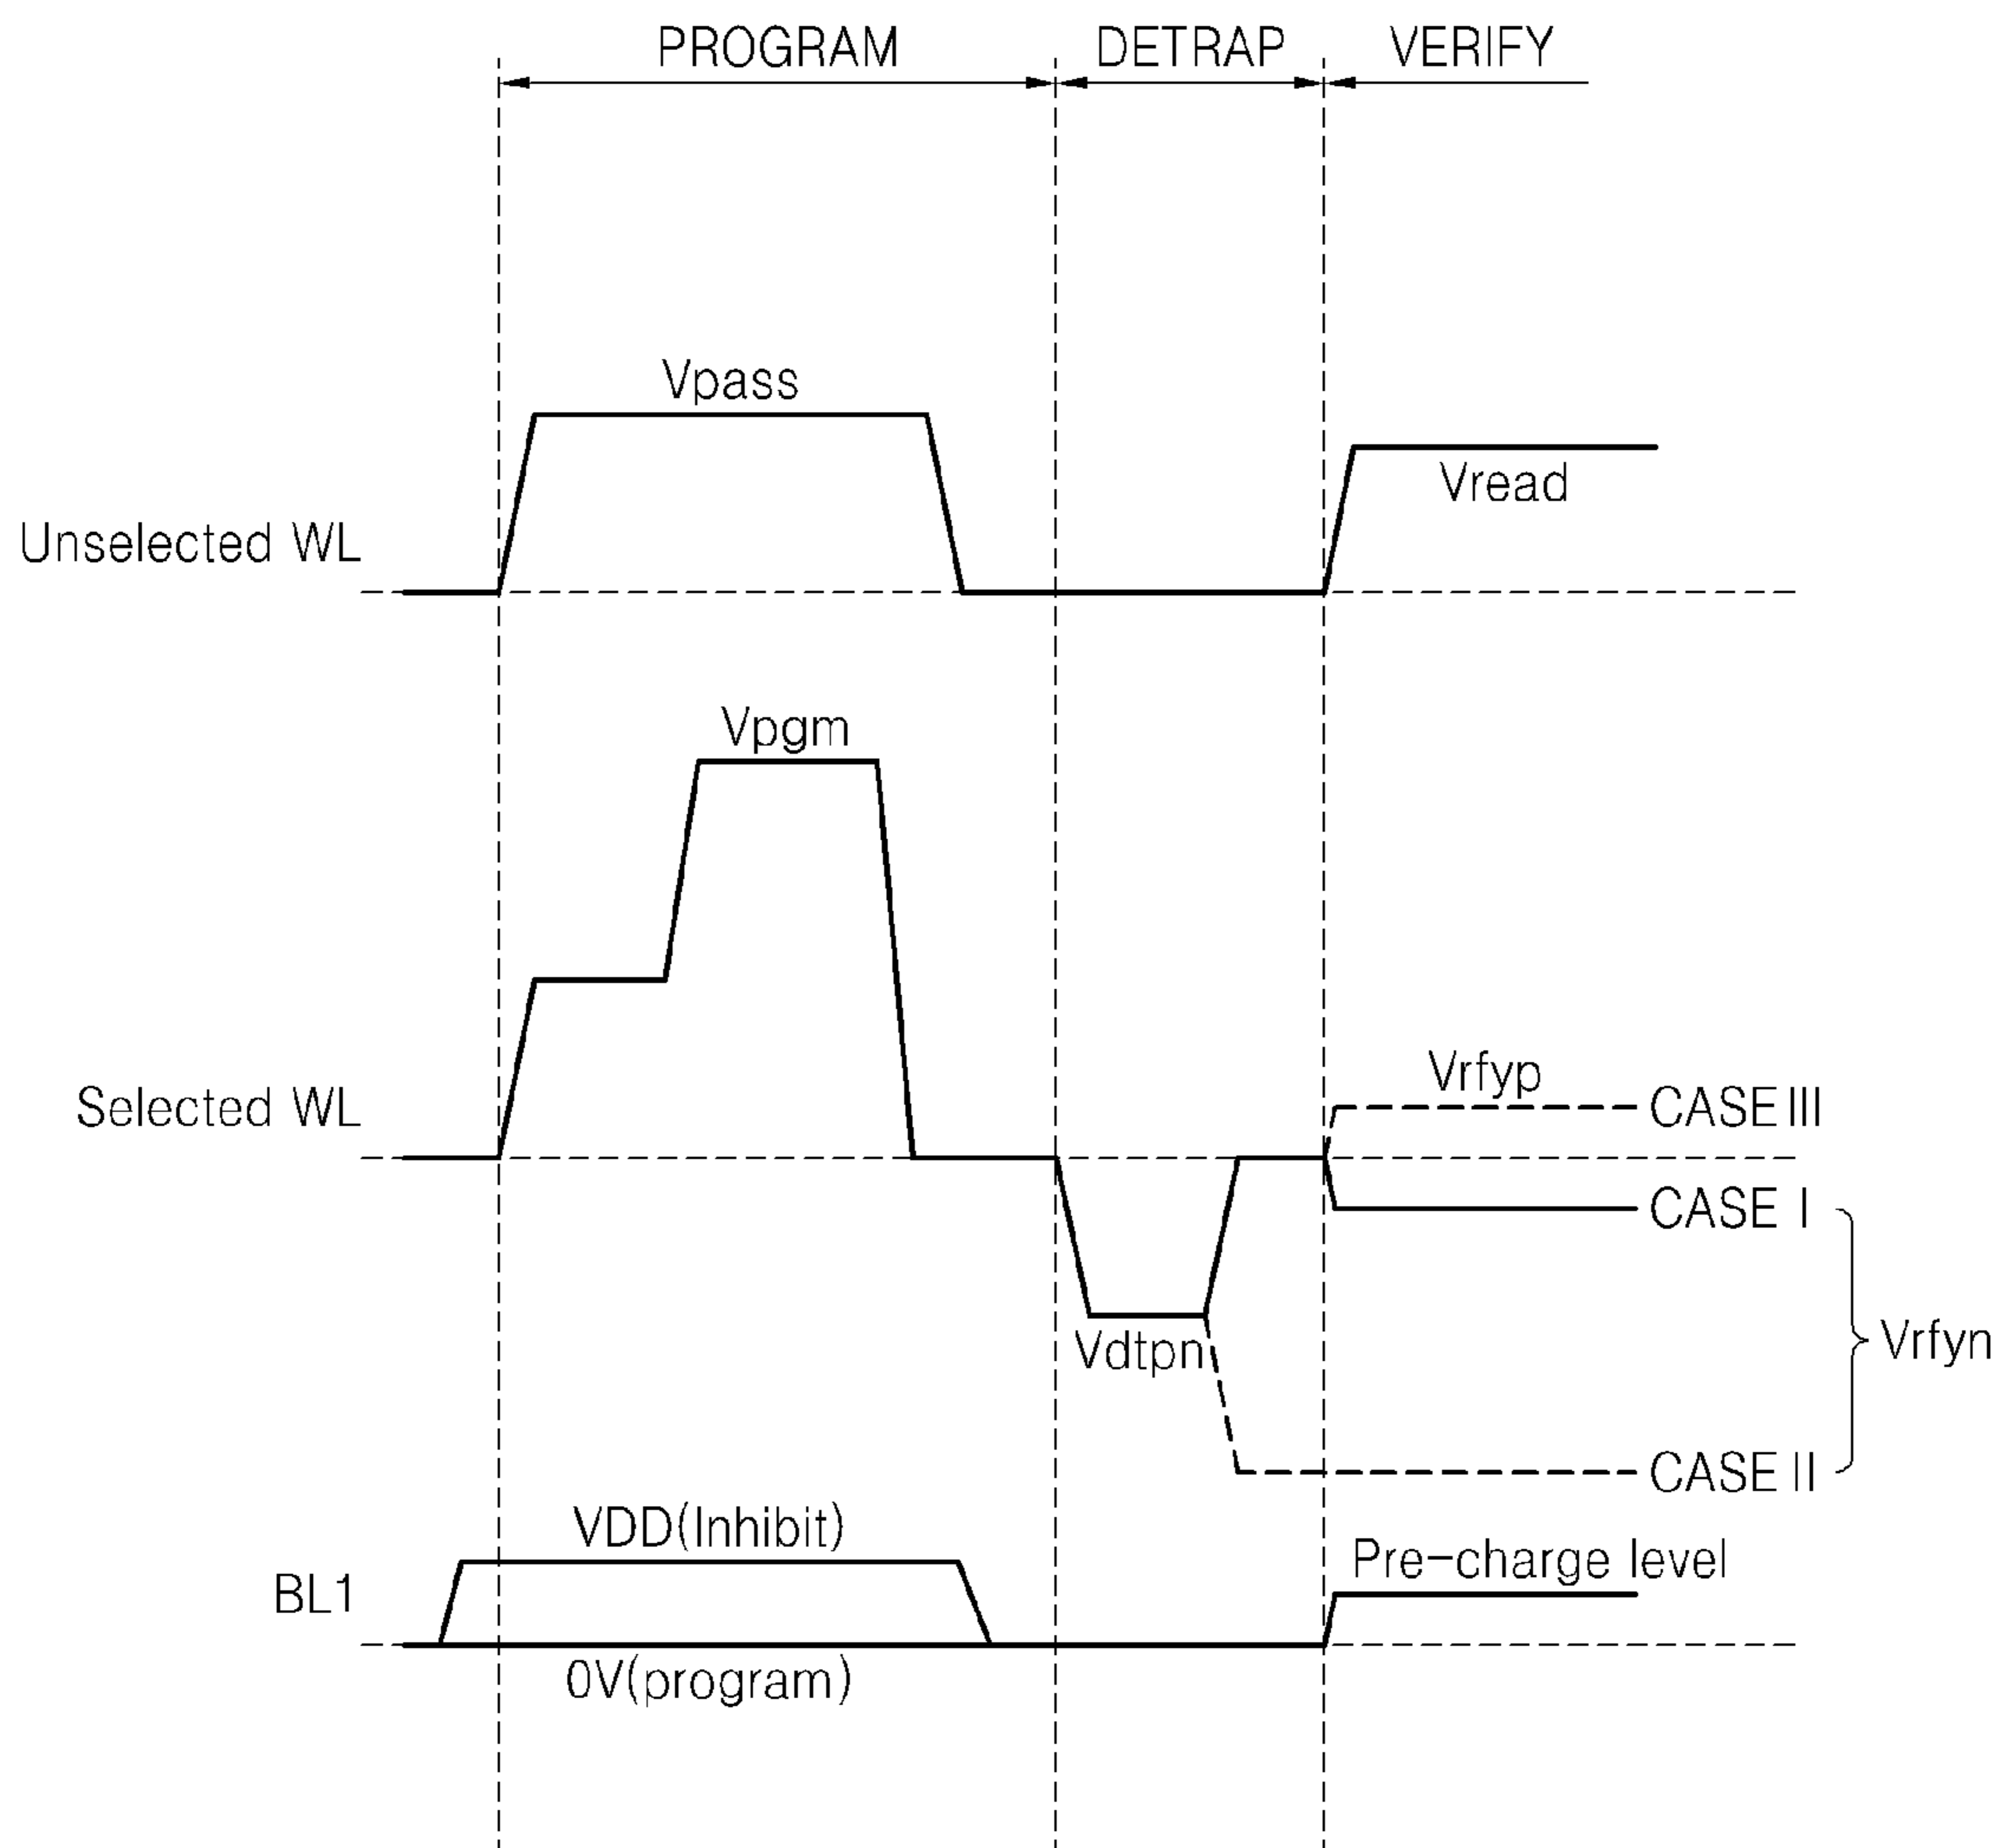 PROGRAM DETRAP VERIFY
Vpass
Vread
Unselected WL
Vpgm
Vrfyp
Selected WL
CASE III
CASE I
Vdtpn
Vrfyn
CASE II
VDD(Inhibit)
Pre-charge level
BL1
0V(program)